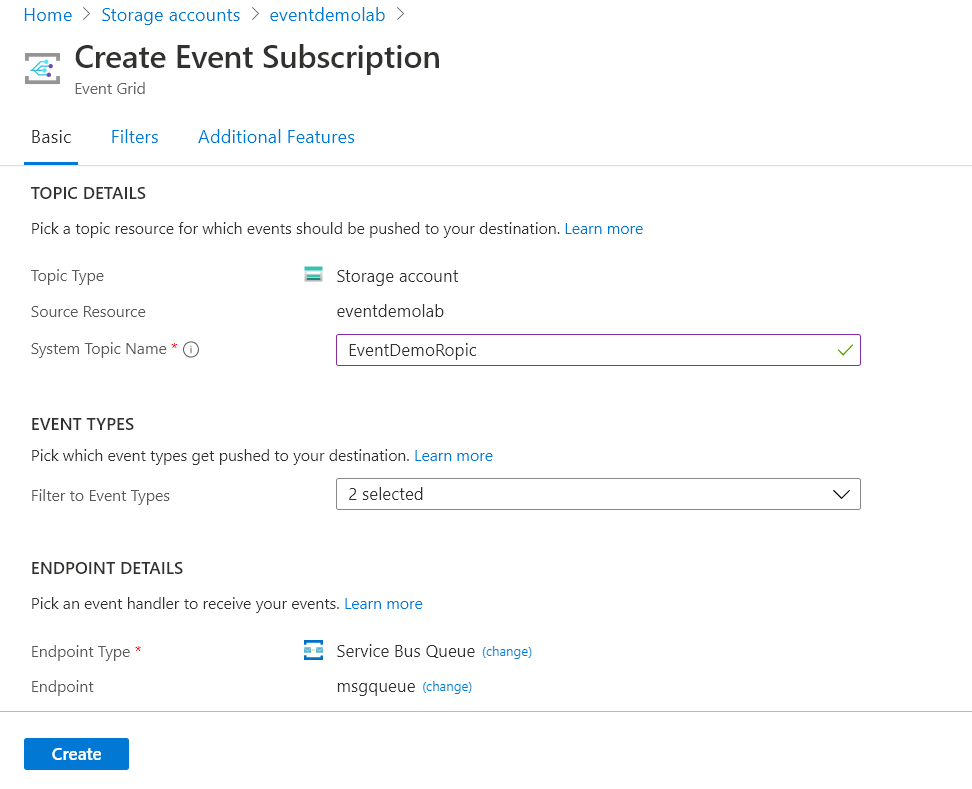 Home > Storage accounts > eventdemolab >
Create Event Subscription
Event Grid
Basic Filters Additional Features
TOPIC DETAILS
Pick a topic resource for which events should be pushed to your destination. Learn more
Topic Type Storage account
Source Resource eventdemolab
System Topic Name * EventDemoRopic
EVENT TYPES
Pick which event types get pushed to your destination. Learn more
Filter to Event Types 2 selected
ENDPOINT DETAILS
Pick an event handler to receive your events. Learn more
Endpoint Type * Service Bus Queue (change)
Endpoint msgqueue (change)
Create